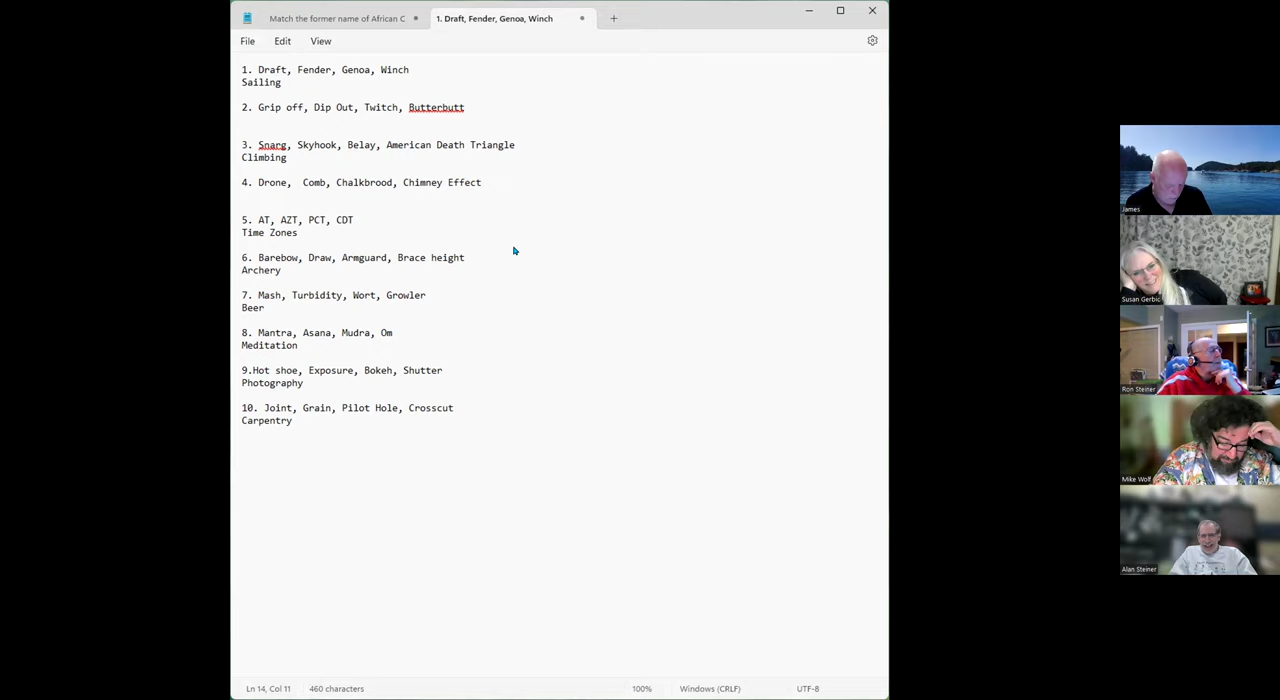 Match the former name of African C
1. Draft, Fender, Genoa, Winch
File Edit View
1. Draft, Fender, Genoa, Winch
Sailing
2. Grip off, Dip Out, Twitch, Butterbutt
3. Snarg, Skyhook, Belay, American Death Triangle
Climbing
4. Drone,  Comb, Chalkbrood, Chimney Effect
5. AT, AZT, PCT, CDT
Time Zones
6. Barebow, Draw, Armguard, Brace height
Archery
7. Mash, Turbidity, Wort, Growler
Beer
8. Mantra, Asana, Mudra, Om
Meditation
9.Hot shoe, Exposure, Bokeh, Shutter
Photography
10. Joint, Grain, Pilot Hole, Crosscut
Carpentry
Ln 14, Col 11 460 characters 100% Windows (CRLF) UTF-8
James
Susan Gerbic
Ron Steiner
Mike Wolf
Alan Steiner